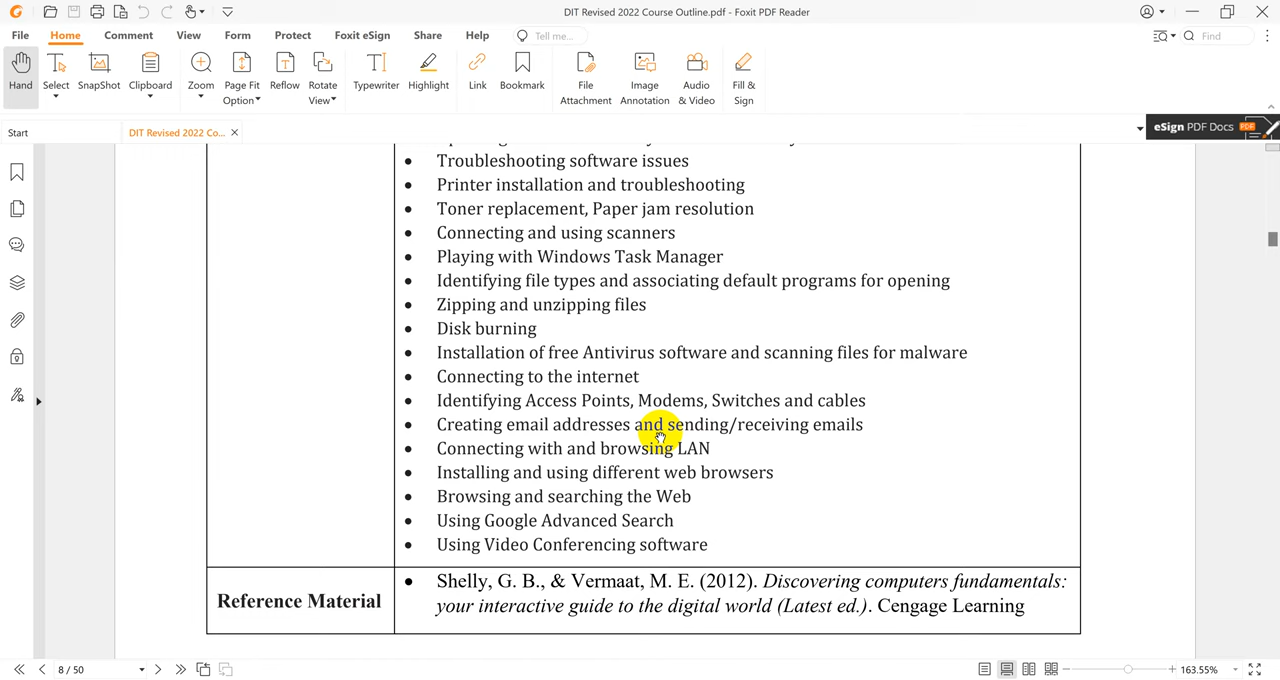 DIT Revised 2022 Course Outline.pdf - Foxit PDF Reader
File Home Comment View Form Protect Foxit eSign Share Help Tell me... Find
Hand Select SnapShot Clipboard Zoom Page Fit Option Reflow Rotate View Typewriter Highlight Link Bookmark File Attachment Image Annotation Audio & Video Fill & Sign
Start DIT Revised 2022 Co... eSign PDF Docs PDF
• Troubleshooting software issues
• Printer installation and troubleshooting
• Toner replacement, Paper jam resolution
• Connecting and using scanners
• Playing with Windows Task Manager
• Identifying file types and associating default programs for opening
• Zipping and unzipping files
• Disk burning
• Installation of free Antivirus software and scanning files for malware
• Connecting to the internet
• Identifying Access Points, Modems, Switches and cables
• Creating email addresses and sending/receiving emails
• Connecting with and browsing LAN
• Installing and using different web browsers
• Browsing and searching the Web
• Using Google Advanced Search
• Using Video Conferencing software
Reference Material
• Shelly, G. B., & Vermaat, M. E. (2012). Discovering computers fundamentals:
your interactive guide to the digital world (Latest ed.). Cengage Learning
8 / 50 163.55%